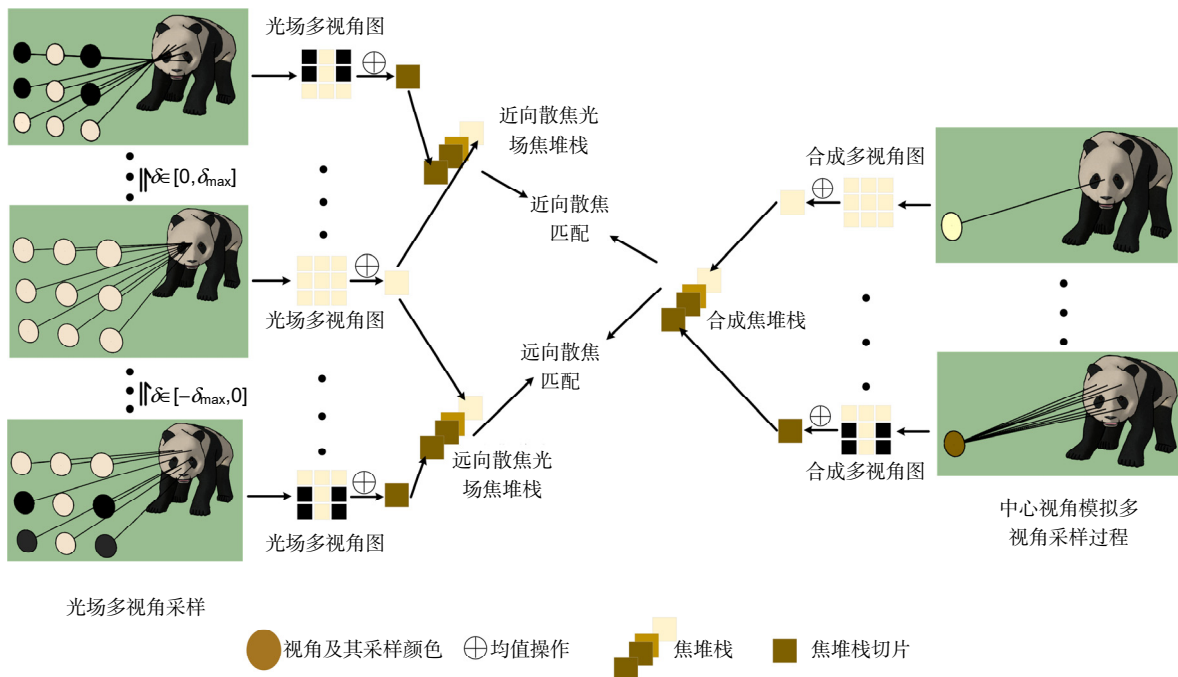 光场多视角图
近向散焦光
场焦堆栈
δ∈[0,δmax]
近向散焦
匹配
合成多视角图
光场多视角图
合成焦堆栈
远向散焦
匹配
δ∈[-δmax,0]
远向散焦光
场焦堆栈
合成多视角图
光场多视角图
中心视角模拟多
视角采样过程
光场多视角采样
视角及其采样颜色
均值操作
焦堆栈
焦堆栈切片